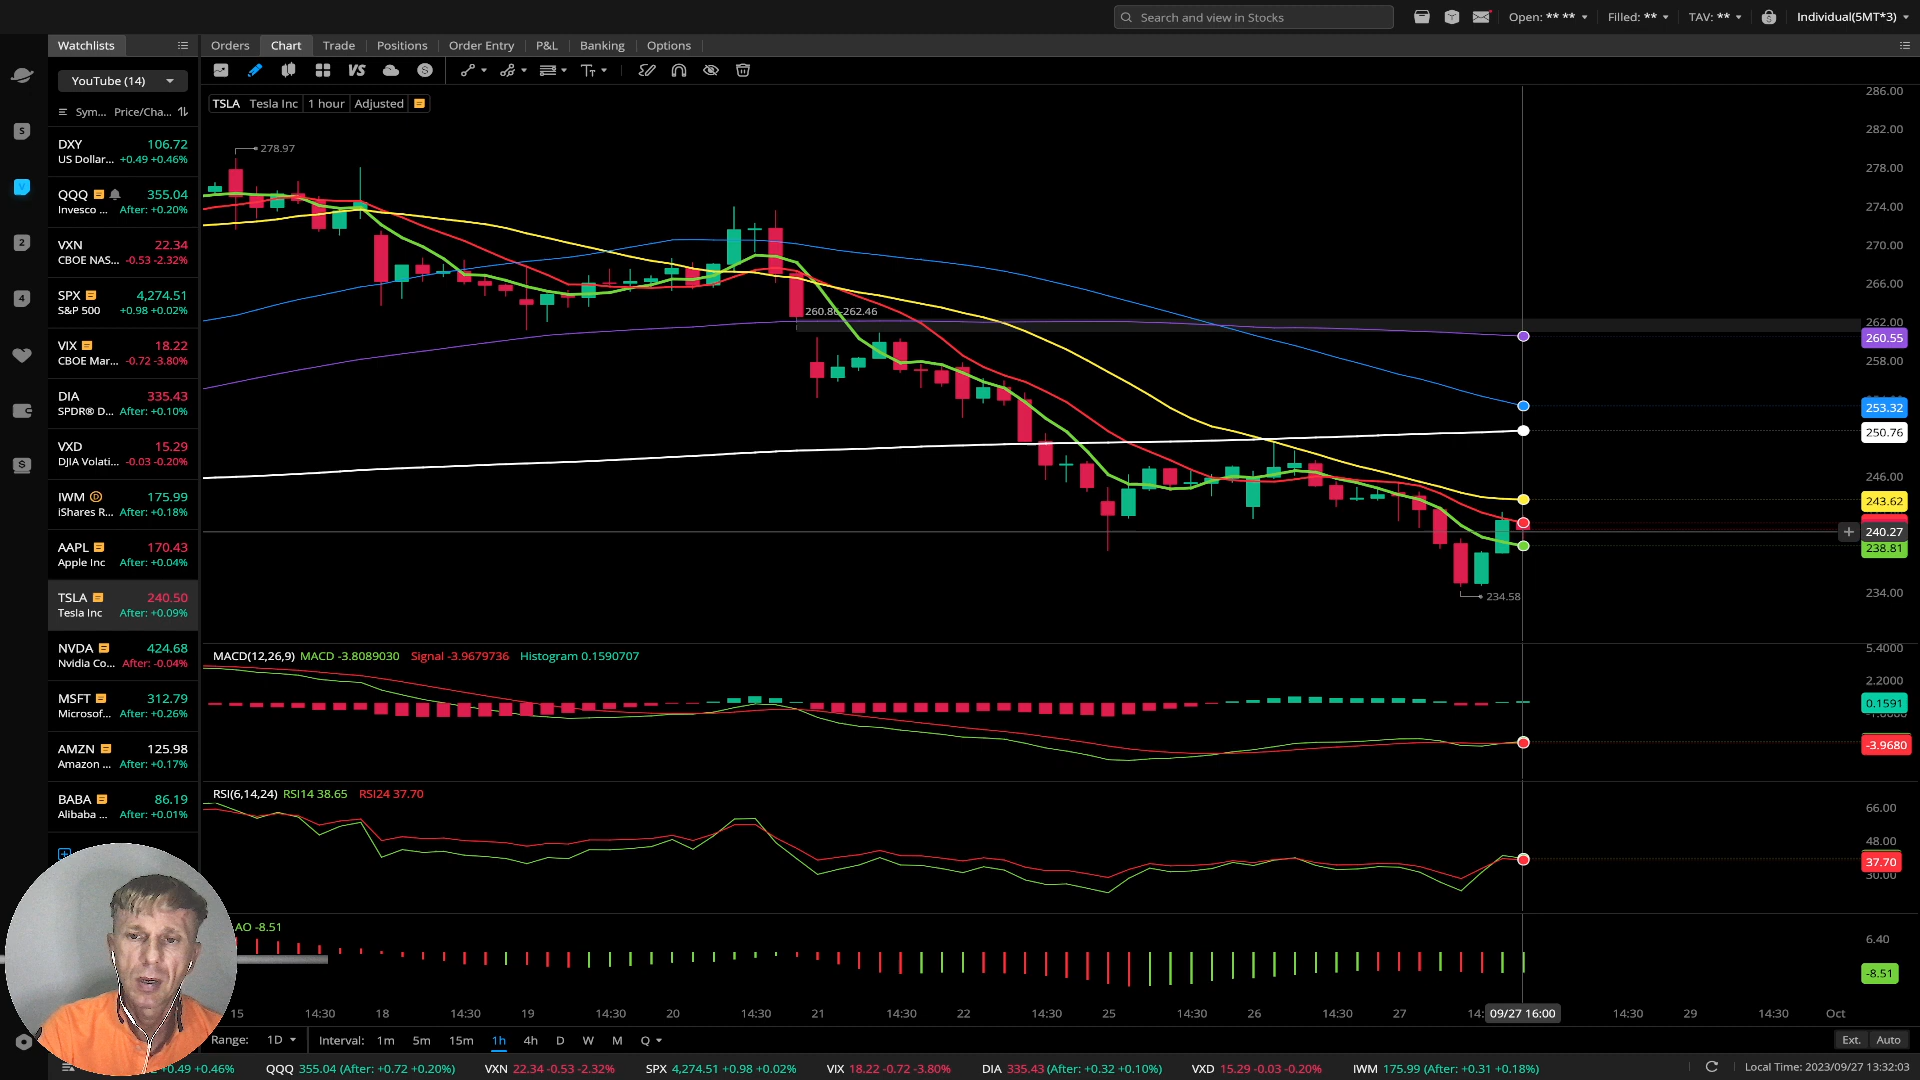 Search and view in Stocks
Open: ** **
Filled: **
TAV: **
Individual(5MT*3)
Watchlists
Orders
Chart
Trade
Positions
Order Entry
P&L
Banking
Options
YouTube (14)
VS
Sym... Price/Cha...
TSLA Tesla Inc 1 hour Adjusted
DXY 106.72
US Dollar... +0.49 +0.46%
QQQ 355.04
Invesco ... After: +0.20%
VXN 22.34
CBOE NAS... -0.53 -2.32%
SPX 4,274.51
S&P 500 +0.98 +0.02%
VIX 18.22
CBOE Mar... -0.72 -3.80%
DIA 335.43
SPDR® D... After: +0.10%
VXD 15.29
DJIA Volati... -0.03 -0.20%
IWM 175.99
iShares R... After: +0.18%
AAPL 170.43
Apple Inc After: +0.04%
TSLA 240.50
Tesla Inc After: +0.09%
NVDA 424.68
Nvidia Co... After: -0.04%
MSFT 312.79
Microsof... After: +0.26%
AMZN 125.98
Amazon ... After: +0.17%
BABA 86.19
Alibaba ... After: +0.01%
278.97
260.86-262.46
234.58
286.00
282.00
278.00
274.00
270.00
266.00
262.00
260.55
258.00
253.32
250.76
246.00
243.62
240.27
238.81
234.00
MACD(12,26,9) MACD -3.8089030 Signal -3.9679736 Histogram 0.1590707
5.4000
2.2000
0.1591
-3.9680
RSI(6,14,24) RSI14 38.65 RSI24 37.70
66.00
48.00
37.70
30.00
AO -8.51
6.40
-8.51
15 14:30 18 14:30 19 14:30 20 14:30 21 14:30 22 14:30 25 14:30 26 14:30 27 14: 09/27 16:00 14:30 29 14:30 Oct
Range: 1D Interval: 1m 5m 15m 1h 4h D W M Q Ext. Auto
+0.49 +0.46% QQQ 355.04 (After: +0.72 +0.20%) VXN 22.34 -0.53 -2.32% SPX 4,274.51 +0.98 +0.02% VIX 18.22 -0.72 -3.80% DIA 335.43 (After: +0.32 +0.10%) VXD 15.29 -0.03 -0.20% IWM 175.99 (After: +0.31 +0.18%) Local Time: 2023/09/27 13:32:03